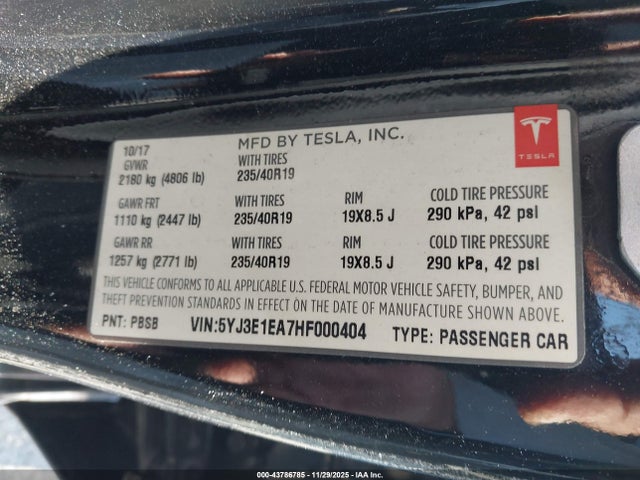 10/17 MFD BY TESLA, INC.
GVWR WITH TIRES
2180 kg (4806 lb) 235/40R19
TESLA
GAWR FRT WITH TIRES RIM COLD TIRE PRESSURE
1110 kg (2447 lb) 235/40R19 19X8.5 J 290 kPa, 42 psi
GAWR RR WITH TIRES RIM COLD TIRE PRESSURE
1257 kg (2771 lb) 235/40R19 19X8.5 J 290 kPa, 42 psi
THIS VEHICLE CONFORMS TO ALL APPLICABLE U.S. FEDERAL MOTOR VEHICLE SAFETY, BUMPER, AND
THEFT PREVENTION STANDARDS IN EFFECT ON THE DATE OF MANUFACTURE SHOWN ABOVE.
PNT: PBSB VIN:5YJ3E1EA7HF000404 TYPE: PASSENGER CAR
000-43786785 - 11/29/2025 - IAA Inc.